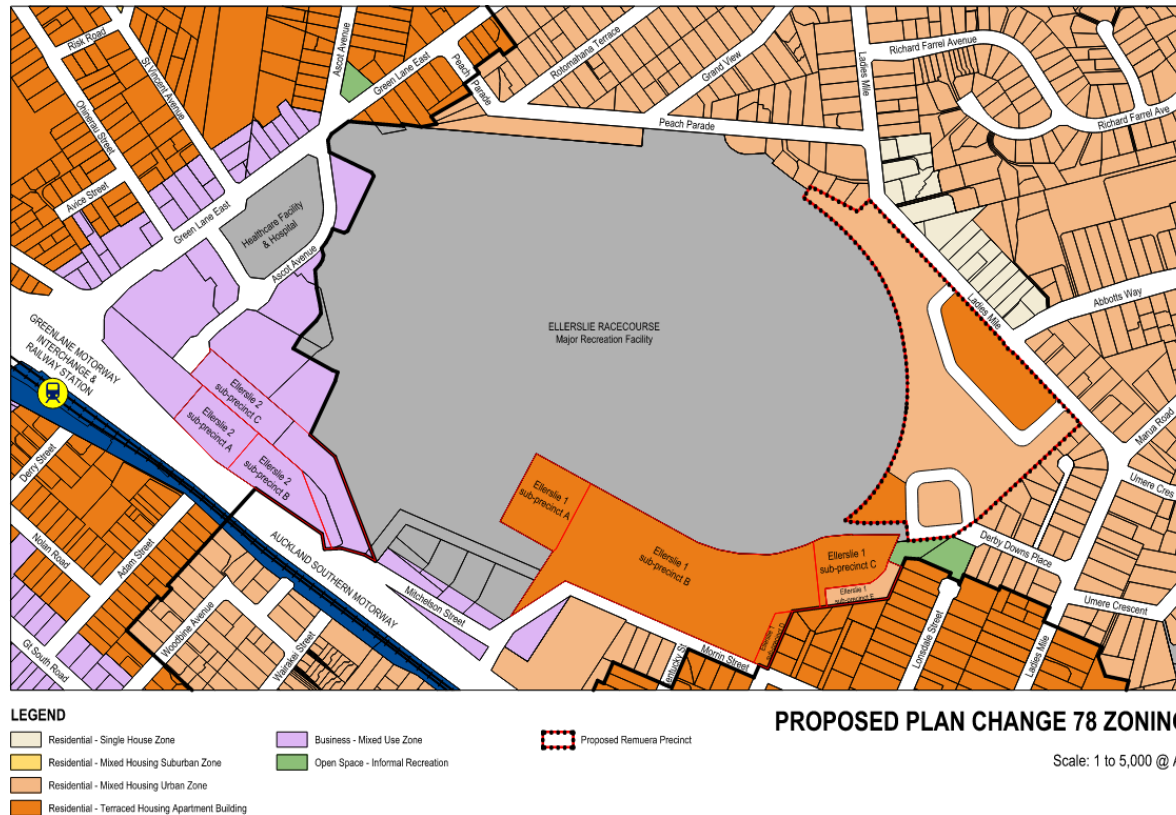 Risk Road
St Vincent Avenue
Ohinerau Street
Avice Street
Ascot Avenue
Green Lane East
Peach Parade
Rotomahana Terrace
Grand View
Ladies Mile
Richard Farrel Avenue
Richard Farrel Ave
Peach Parade
Green Lane East
Healthcare Facility
& Hospital
Ascot Avenue
GREENLANE MOTORWAY
INTERCHANGE &
RAILWAY STATION
ELLERSLIE RACECOURSE
Major Recreation Facility
Ladies Mile
Abbotts Way
Marua Road
Umere Cres
Ellerslie 2
sub-precinct C
Ellerslie 2
sub-precinct A
Ellerslie 2
sub-precinct B
Ellerslie 1
sub-precinct A
Ellerslie 1
sub-precinct B
Ellerslie 1
sub-precinct C
Ellerslie 1
Ellerslie 1
sub-precinct D
Derby Downs Place
Umere Crescent
Derry Street
Nolan Road
Adam Street
AUCKLAND SOUTHERN MOTORWAY
Mitchelson Street
Woodbine Avenue
Wairakei Street
Gt South Road
Morrin Street
Lonsdale Street
Ladies Mile
LEGEND
Residential - Single House Zone
Residential - Mixed Housing Suburban Zone
Residential - Mixed Housing Urban Zone
Residential - Terraced Housing Apartment Building
Business - Mixed Use Zone
Open Space - Informal Recreation
Proposed Remuera Precinct
PROPOSED PLAN CHANGE 78 ZONING
Scale: 1 to 5,000 @ A